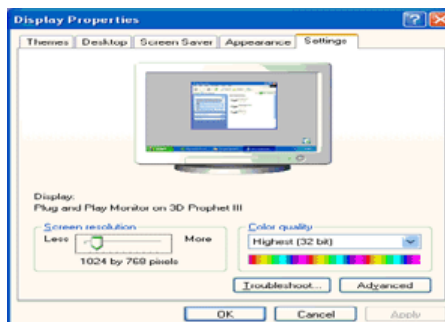 Display Properties
Themes Desktop Screen Saver Appearance Settings
Display:
Plug and Play Monitor on 3D Prophet III
Screen resolution
Less More
1024 by 768 pixels
Color quality
Highest (32 bit)
Troubleshoot... Advanced
OK Cancel Apply